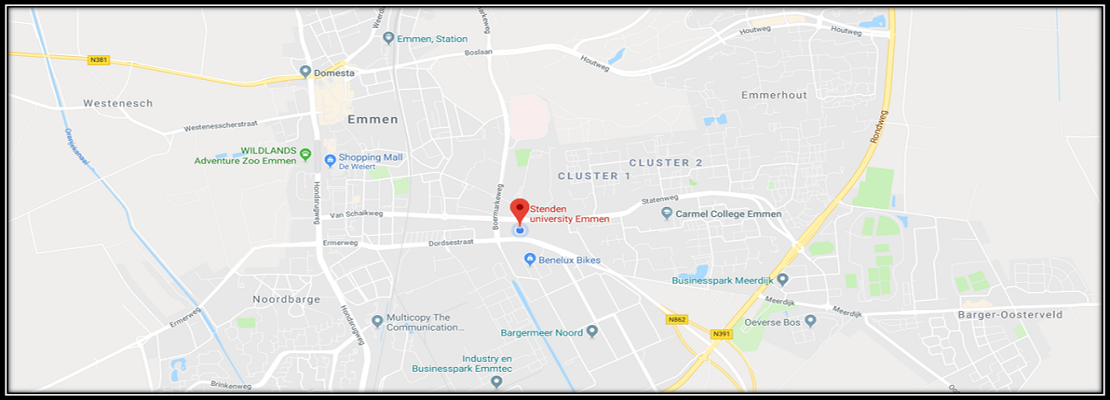 Weerdi
Boermarkeweg
Houtweg
Houtweg
Emmen, Station
Boslaan
Houtweg
N381
Domesta
Westenesch
Emmerhout
Emmen
Rondweg
Westenesscherstraat
Oranjekanaal
WILDLANDS
Adventure Zoo Emmen
Shopping Mall
De Weiert
CLUSTER 2
CLUSTER 1
Hondsrugweg
Boermarkeweg
Statenweg
Van Schaikweg
Stenden
university Emmen
Carmel College Emmen
Ermerweg
Dordsestraat
Benelux Bikes
Businesspark Meerdijk
Noordbarge
Meerdijk
Meerdijk
Ermerweg
Hondsrugweg
Multicopy The
Communication...
N862
Oeverse Bos
Barger-Oosterveld
Bargermeer Noord
N391
Industry en
Businesspark Emmtec
Brinkenweg